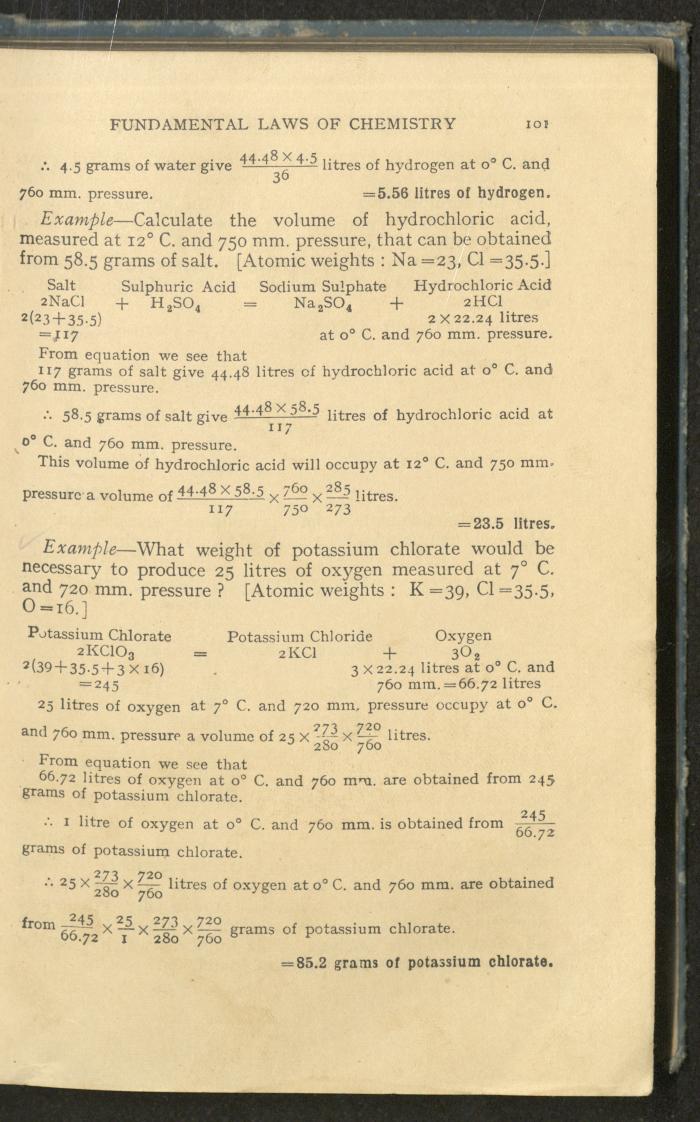 FUNDAMENTAL LAWS OF CHEMISTRY 101
∴ 4.5 grams of water give 44.48 × 4.5 / 36 litres of hydrogen at 0° C. and
760 mm. pressure. =5.56 litres of hydrogen.
Example—Calculate the volume of hydrochloric acid,
measured at 12° C. and 750 mm. pressure, that can be obtained
from 58.5 grams of salt. [Atomic weights : Na=23, Cl=35.5.]
Salt Sulphuric Acid Sodium Sulphate Hydrochloric Acid
2NaCl + H₂SO₄ = Na₂SO₄ + 2HCl
2(23+35.5) 2 × 22.24 litres
=117 at 0° C. and 760 mm. pressure.
From equation we see that
117 grams of salt give 44.48 litres of hydrochloric acid at 0° C. and
760 mm. pressure.
∴ 58.5 grams of salt give 44.48 × 58.5 / 117 litres of hydrochloric acid at
0° C. and 760 mm. pressure.
This volume of hydrochloric acid will occupy at 12° C. and 750 mm.
pressure a volume of 44.48 × 58.5 / 117 × 760 / 750 × 285 / 273 litres.
=23.5 litres.
Example—What weight of potassium chlorate would be
necessary to produce 25 litres of oxygen measured at 7° C.
and 720 mm. pressure ? [Atomic weights : K=39, Cl=35.5,
O=16.]
Potassium Chlorate Potassium Chloride Oxygen
2KClO₃ = 2KCl + 3O₂
2(39+35.5+3×16) 3×22.24 litres at 0° C. and
=245 760 mm.=66.72 litres
25 litres of oxygen at 7° C. and 720 mm. pressure occupy at 0° C.
and 760 mm. pressure a volume of 25 × 273 / 280 × 720 / 760 litres.
From equation we see that
66.72 litres of oxygen at 0° C. and 760 mm. are obtained from 245
grams of potassium chlorate.
∴ 1 litre of oxygen at 0° C. and 760 mm. is obtained from 245 / 66.72
grams of potassium chlorate.
∴ 25 × 273 / 280 × 720 / 760 litres of oxygen at 0° C. and 760 mm. are obtained
from 245 / 66.72 × 25 / 1 × 273 / 280 × 720 / 760 grams of potassium chlorate.
=85.2 grams of potassium chlorate.